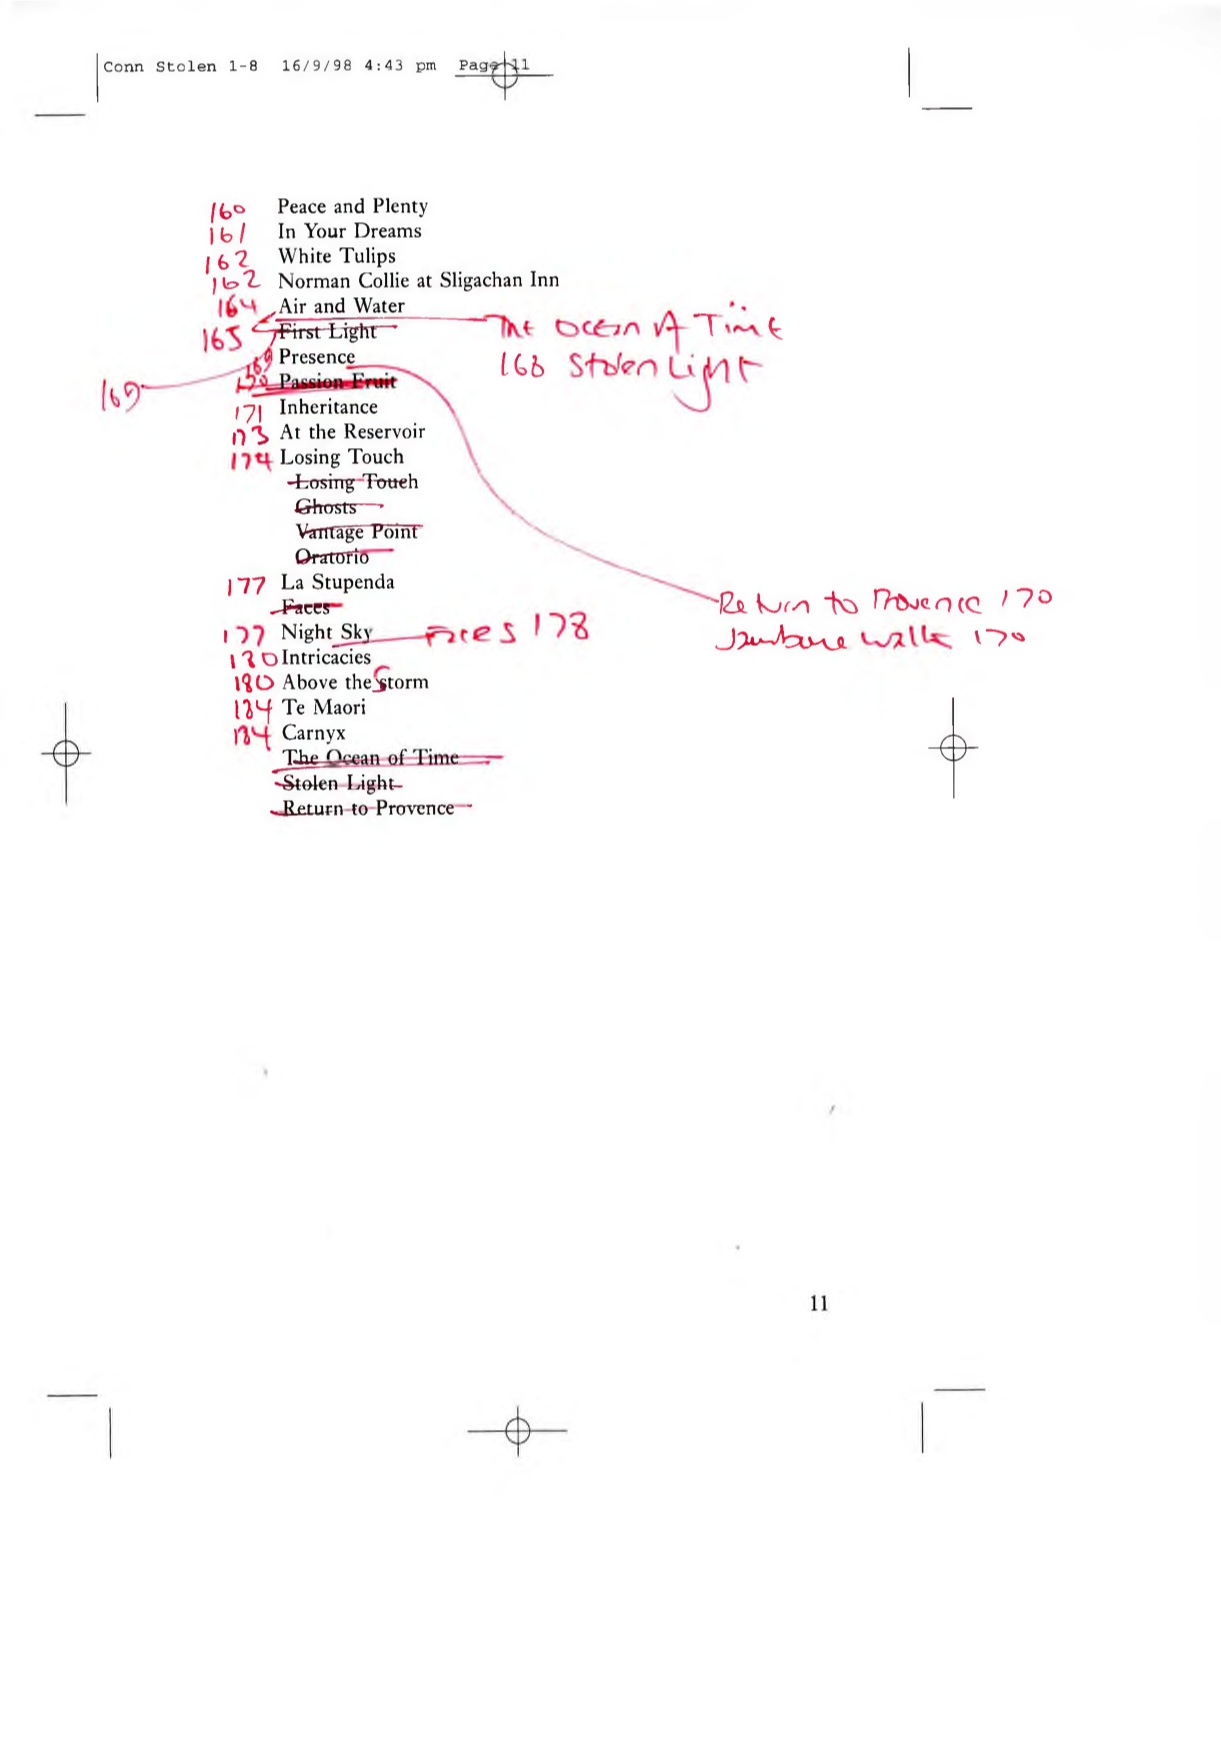 Conn Stolen 1-8 16/9/98 4:43 pm Page 11
160 Peace and Plenty
161 In Your Dreams
162 White Tulips
162 Norman Collie at Sligachan Inn
164 Air and Water
The Ocean of Time
165 First Light
168 Stolen Light
169 Presence
169
170 Passion Fruit
171 Inheritance
173 At the Reservoir
174 Losing Touch
Losing Touch
Ghosts
Vantage Point
Oratorio
177 La Stupenda
Return to Provence 170
Faces
177 Night Sky Faces 178
walk 170
180 Intricacies
180 Above the Storm
184 Te Maori
184 Carnyx
The Ocean of Time
Stolen Light
Return to Provence
11